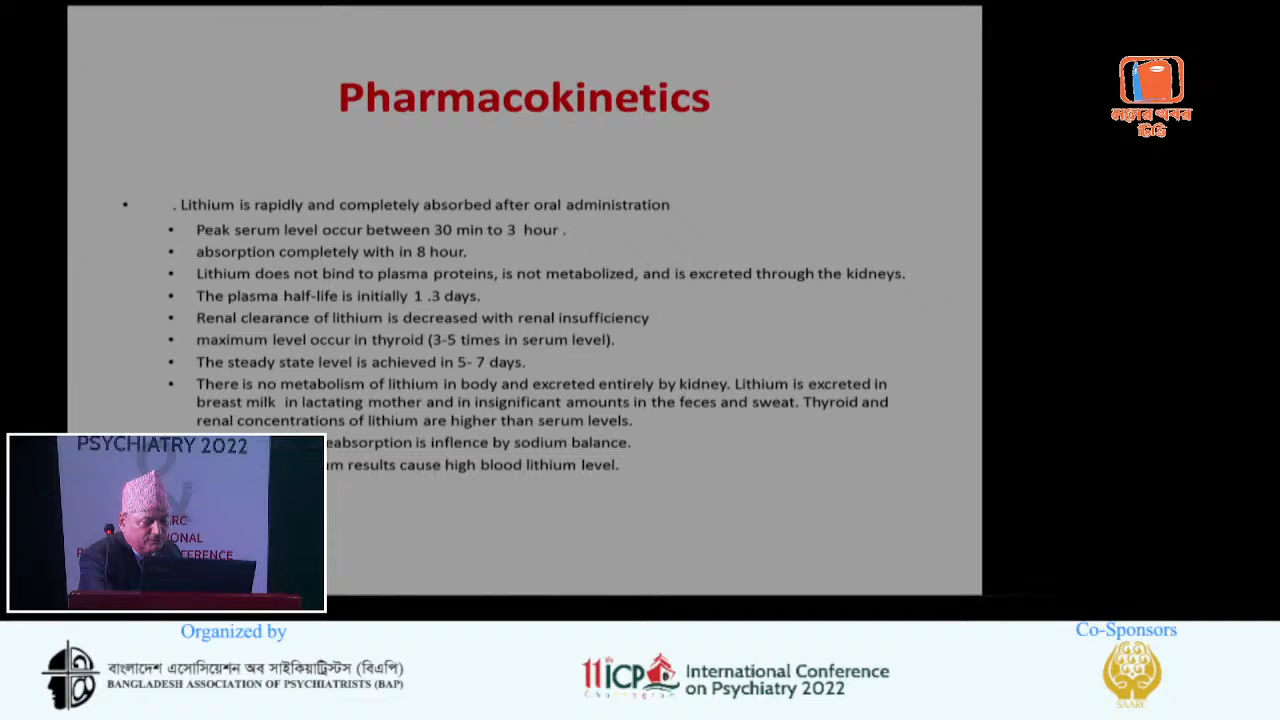 Pharmacokinetics
. Lithium is rapidly and completely absorbed after oral administration
Peak serum level occur between 30 min to 3 hour .
absorption completely with in 8 hour.
Lithium does not bind to plasma proteins, is not metabolized, and is excreted through the kidneys.
The plasma half-life is initially 1 .3 days.
Renal clearance of lithium is decreased with renal insufficiency
maximum level occur in thyroid (3-5 times in serum level).
The steady state level is achieved in 5- 7 days.
There is no metabolism of lithium in body and excreted entirely by kidney. Lithium is excreted in
breast milk in lactating mother and in insignificant amounts in the feces and sweat. Thyroid and
renal concentrations of lithium are higher than serum levels.
eabsorption is inflence by sodium balance.
results cause high blood lithium level.
মনের খবর
টিভি
PSYCHIATRY 2022
Organized by
বাংলাদেশ এসোসিয়েশন অব সাইকিয়াট্রিস্টস (বিএপি)
BANGLADESH ASSOCIATION OF PSYCHIATRISTS (BAP)
11 ICP
International Conference
on Psychiatry 2022
Co-Sponsors
SAARC